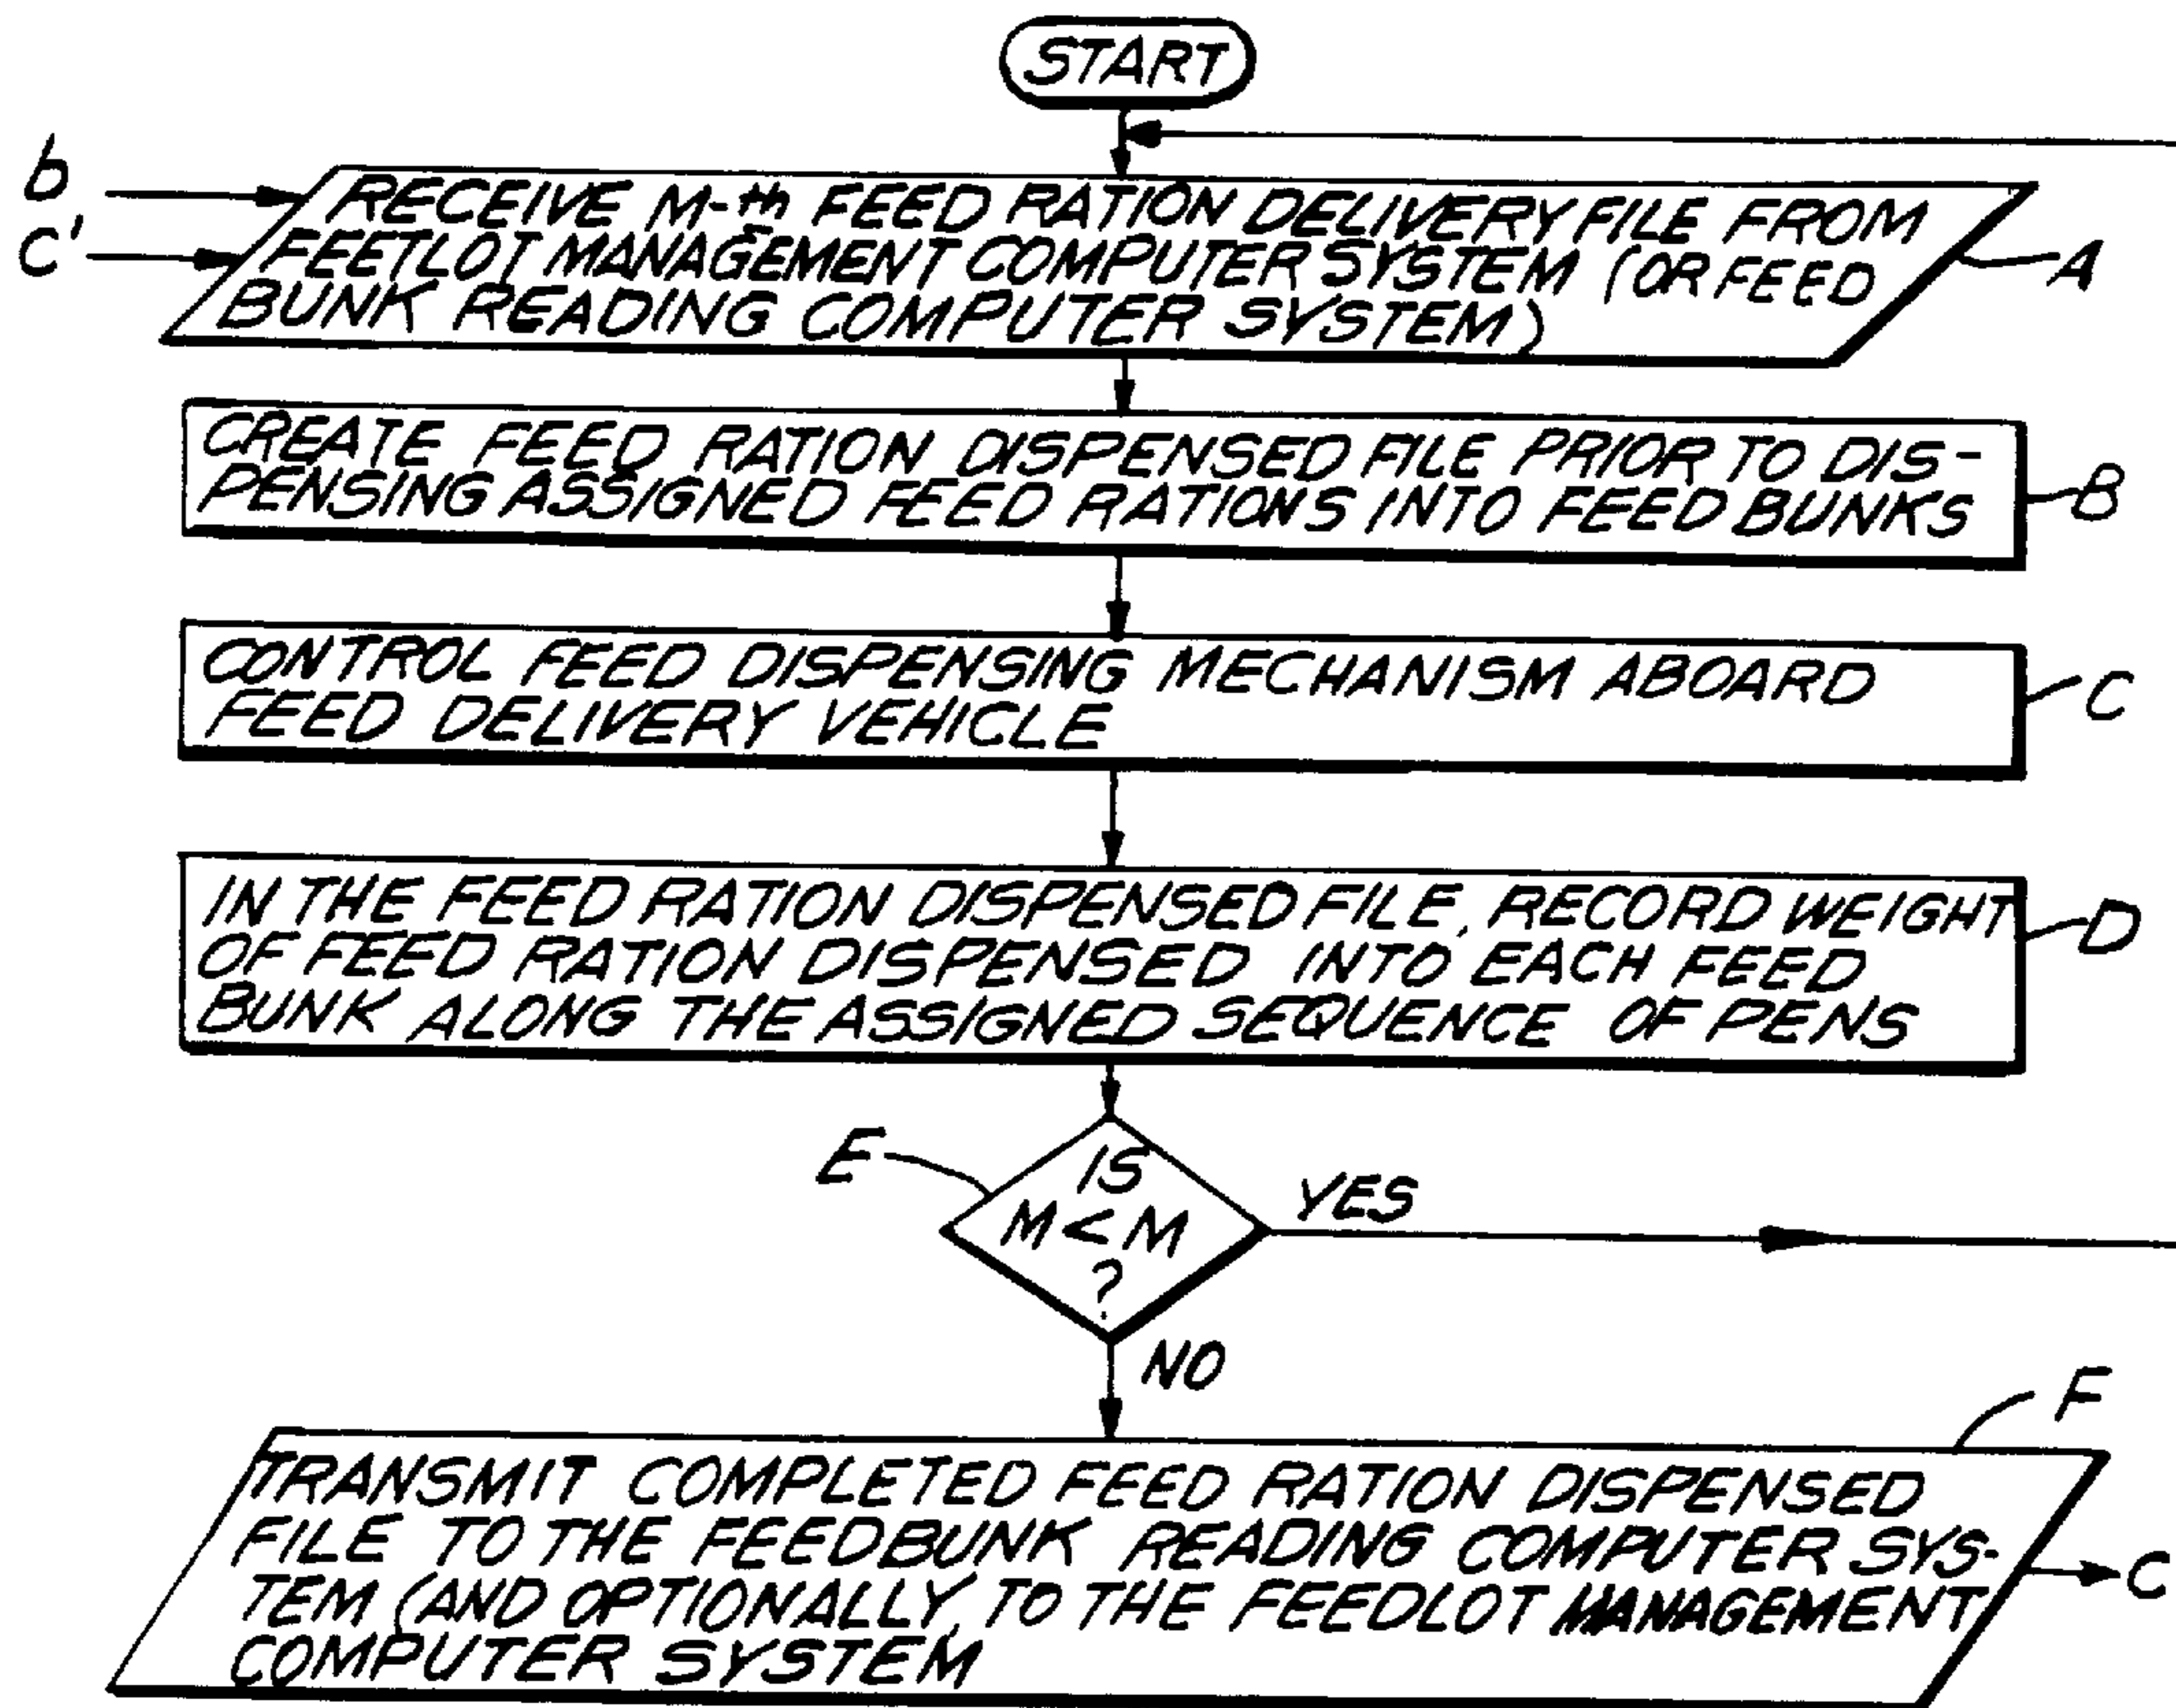 START
b
c'
RECEIVE M-th FEED RATION DELIVERY FILE FROM
FEETLOT MANAGEMENT COMPUTER SYSTEM (OR FEED
BUNK READING COMPUTER SYSTEM)
A
CREATE FEED RATION DISPENSED FILE PRIOR TO DIS-
PENSING ASSIGNED FEED RATIONS INTO FEED BUNKS
B
CONTROL FEED DISPENSING MECHANISM ABOARD
FEED DELIVERY VEHICLE
C
IN THE FEED RATION DISPENSED FILE, RECORD WEIGHT
OF FEED RATION DISPENSED INTO EACH FEED
BUNK ALONG THE ASSIGNED SEQUENCE OF PENS
D
E
IS
M<M
?
YES
NO
F
TRANSMIT COMPLETED FEED RATION DISPENSED
FILE TO THE FEEDBUNK READING COMPUTER SYS-
TEM (AND OPTIONALLY, TO THE FEEDLOT MANAGEMENT
COMPUTER SYSTEM
C